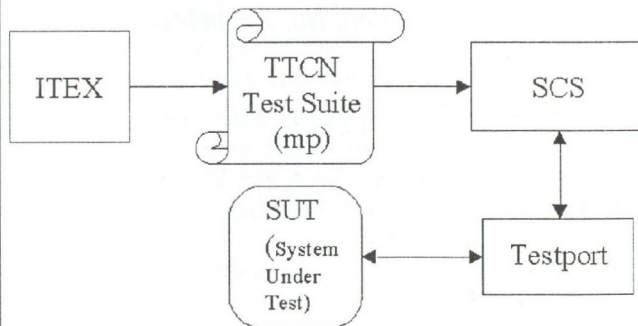 ITEX
TTCN
Test Suite
(mp)
SCS
SUT
(System
Under
Test)
Testport